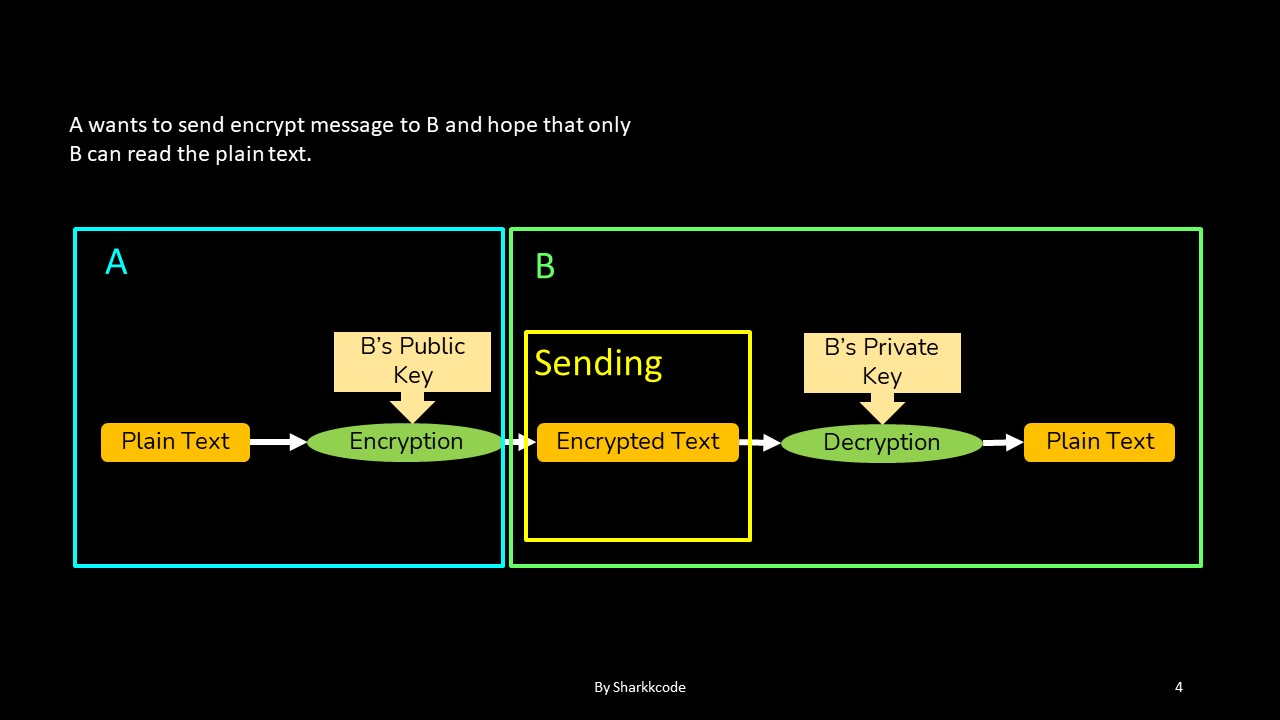 A wants to send encrypt message to B and hope that only
B can read the plain text.
A
B
B’s Public
Key
Sending
B’s Private
Key
Plain Text
Encryption
Encrypted Text
Decryption
Plain Text
By Sharkkcode
4